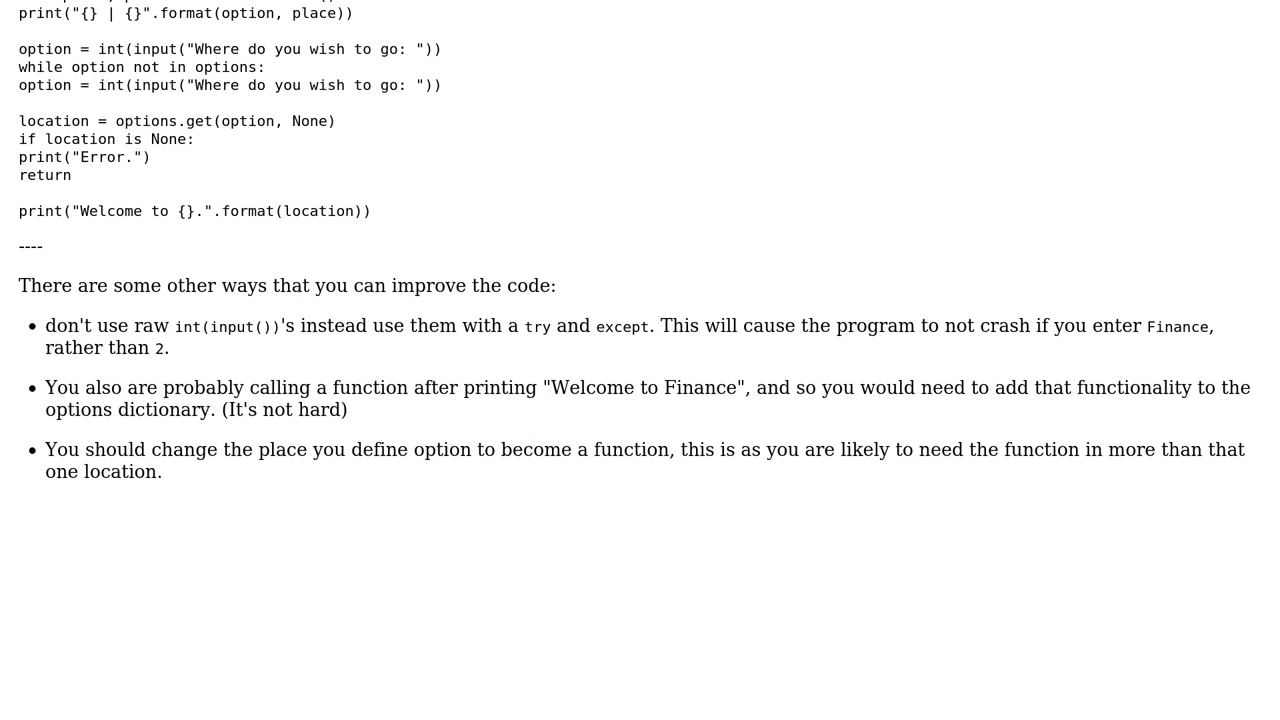 print("{} | {}".format(option, place))
option = int(input("Where do you wish to go: "))
while option not in options:
option = int(input("Where do you wish to go: "))
location = options.get(option, None)
if location is None:
print("Error.")
return
print("Welcome to {}.".format(location))
----
There are some other ways that you can improve the code:
• don't use raw int(input())'s instead use them with a try and except. This will cause the program to not crash if you enter Finance,
rather than 2.
• You also are probably calling a function after printing "Welcome to Finance", and so you would need to add that functionality to the
options dictionary. (It's not hard)
• You should change the place you define option to become a function, this is as you are likely to need the function in more than that
one location.